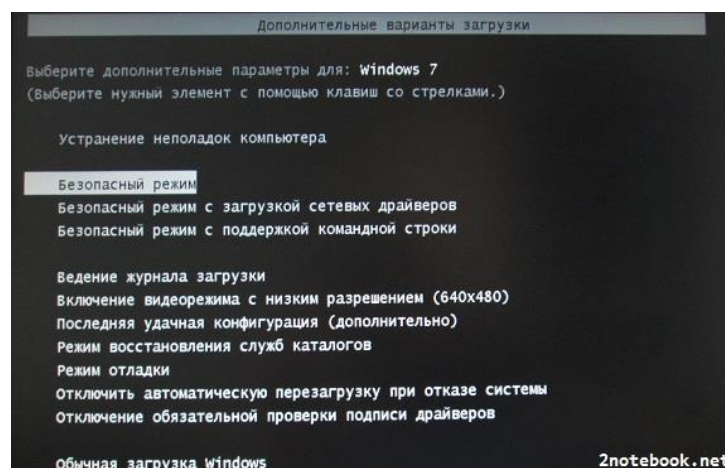 Дополнительные варианты загрузки
Выберите дополнительные параметры для: Windows 7
(Выберите нужный элемент с помощью клавиш со стрелками.)
Устранение неполадок компьютера
Безопасный режим
Безопасный режим с загрузкой сетевых драйверов
Безопасный режим с поддержкой командной строки
Ведение журнала загрузки
Включение видеорежима с низким разрешением (640x480)
Последняя удачная конфигурация (дополнительно)
Режим восстановления служб каталогов
Режим отладки
Отключить автоматическую перезагрузку при отказе системы
Отключение обязательной проверки подписи драйверов
Обычная загрузка Windows
2notebook.net